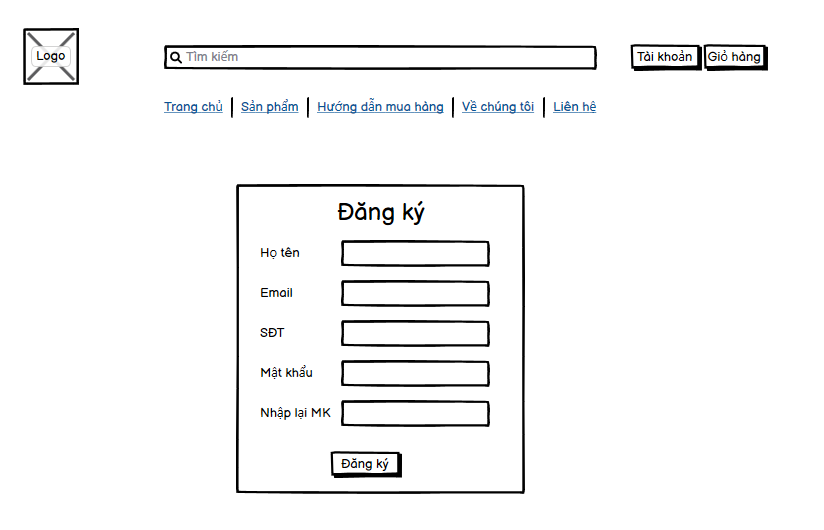 Logo
Tìm kiếm
Tài khoản
Giỏ hàng
Trang chủ
Sản phẩm
Hướng dẫn mua hàng
Về chúng tôi
Liên hệ
Đăng ký
Họ tên
Email
SĐT
Mật khẩu
Nhập lại MK
Đăng ký